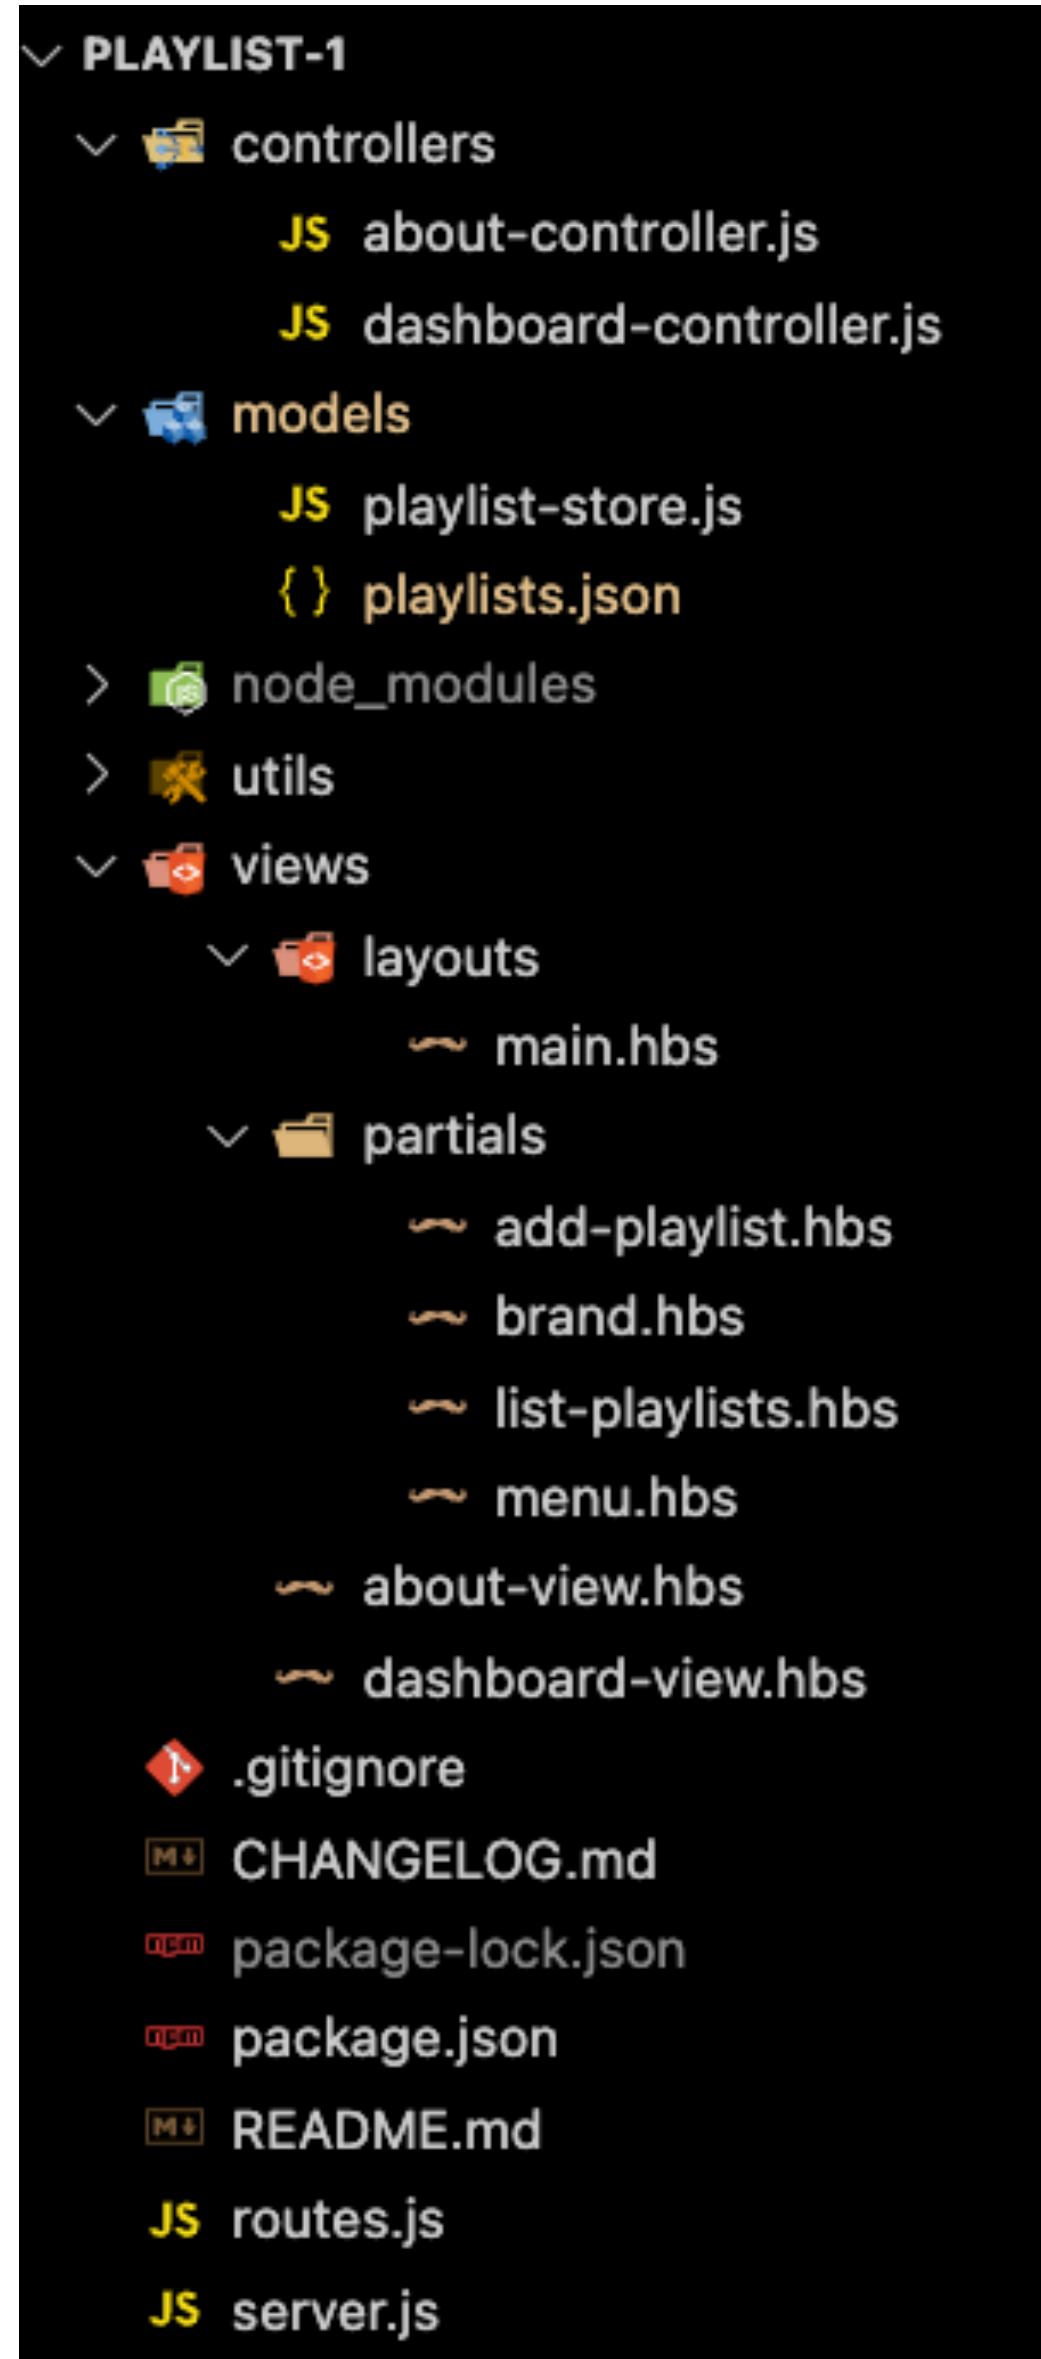 PLAYLIST-1
controllers
JS about-controller.js
JS dashboard-controller.js
models
JS playlist-store.js
{ } playlists.json
node_modules
utils
views
layouts
main.hbs
partials
add-playlist.hbs
brand.hbs
list-playlists.hbs
menu.hbs
about-view.hbs
dashboard-view.hbs
.gitignore
CHANGELOG.md
package-lock.json
package.json
README.md
JS routes.js
JS server.js